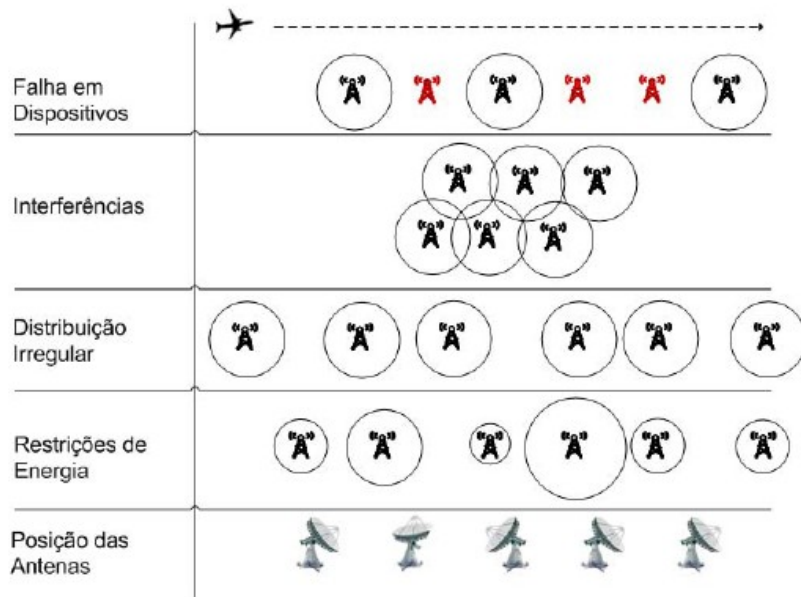 Falha em
Dispositivos
Interferências
Distribuição
Irregular
Restrições de
Energia
Posição das
Antenas